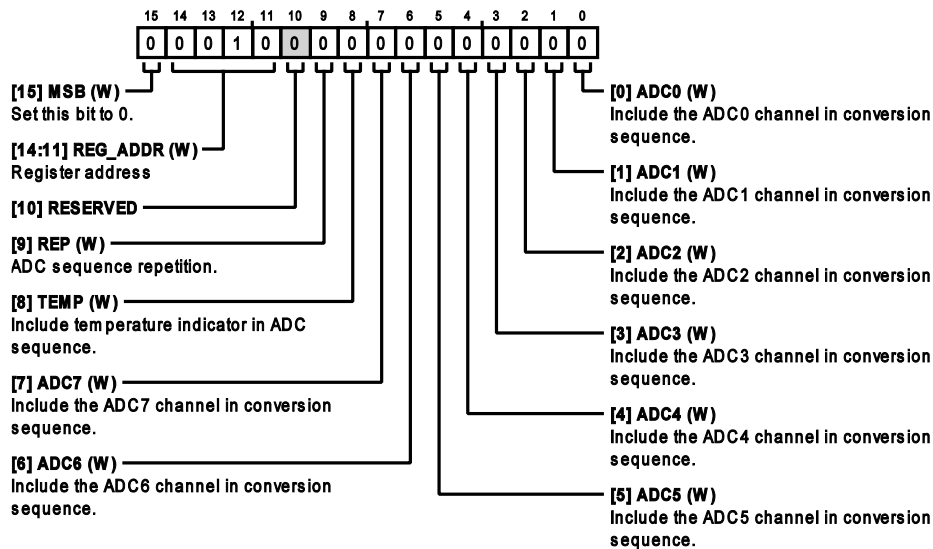 15 14 13 12 11 10 9 8 7 6 5 4 3 2 1 0
0 0 0 1 0 0 0 0 0 0 0 0 0 0 0 0
[15] MSB (W)
Set this bit to 0.
[14:11] REG_ADDR (W)
Register address
[10] RESERVED
[9] REP (W)
ADC sequence repetition.
[8] TEMP (W)
Include temperature indicator in ADC
sequence.
[7] ADC7 (W)
Include the ADC7 channel in conversion
sequence.
[6] ADC6 (W)
Include the ADC6 channel in conversion
sequence.
[0] ADC0 (W)
Include the ADC0 channel in conversion
sequence.
[1] ADC1 (W)
Include the ADC1 channel in conversion
sequence.
[2] ADC2 (W)
Include the ADC2 channel in conversion
sequence.
[3] ADC3 (W)
Include the ADC3 channel in conversion
sequence.
[4] ADC4 (W)
Include the ADC4 channel in conversion
sequence.
[5] ADC5 (W)
Include the ADC5 channel in conversion
sequence.